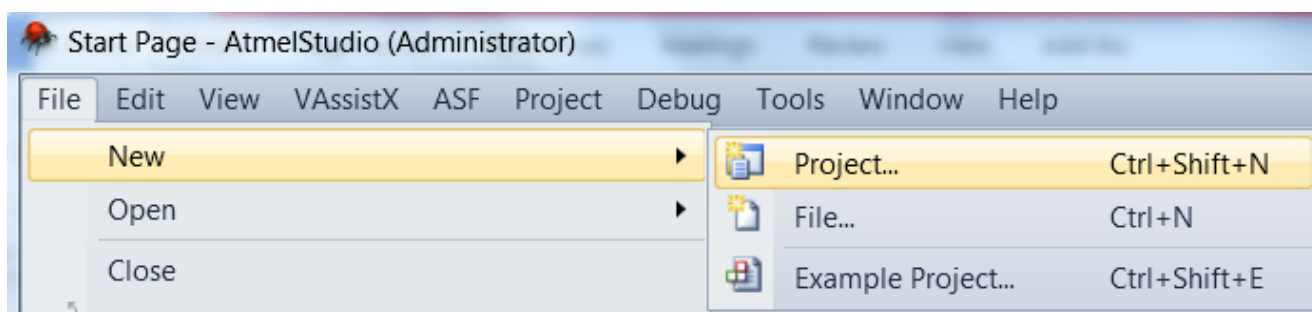 Start Page - AtmelStudio (Administrator)
File Edit View VAssistX ASF Project Debug Tools Window Help
New
Project... Ctrl+Shift+N
Open
File... Ctrl+N
Close
Example Project... Ctrl+Shift+E